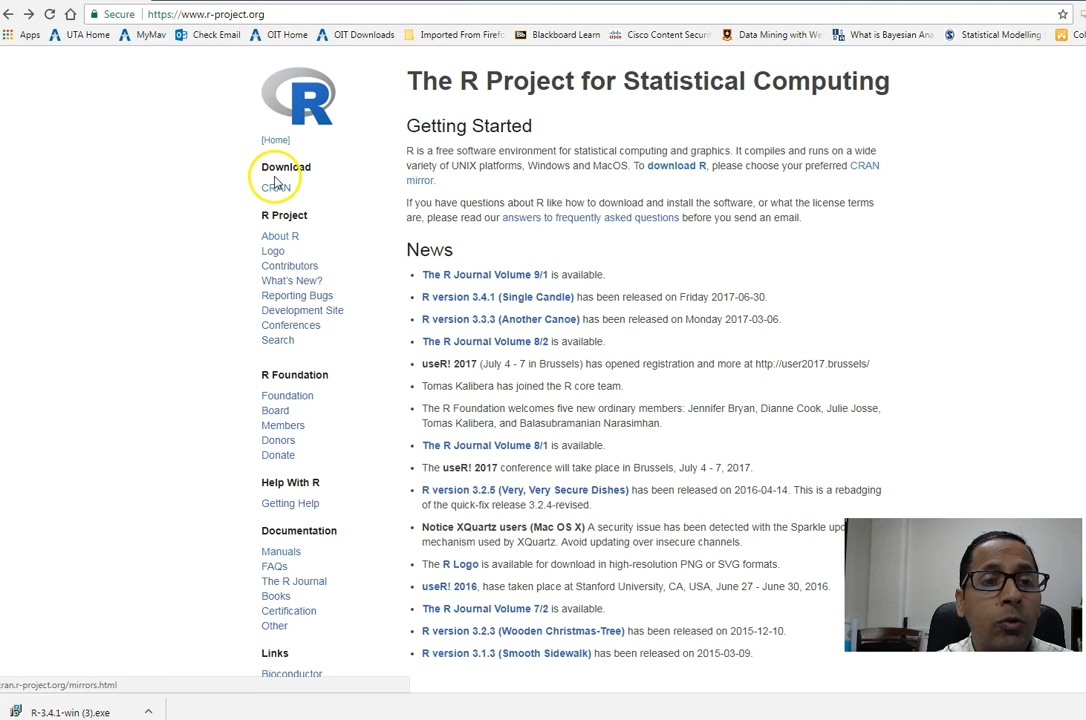 Secure https://www.r-project.org
Apps UTA Home MyMav Check Email OIT Home OIT Downloads Imported From Firefo Blackboard Learn Cisco Content Securi Data Mining with We What is Bayesian Ana Statistical Modelling Col
R
The R Project for Statistical Computing
[Home]
Download
CRAN
R Project
About R
Logo
Contributors
What's New?
Reporting Bugs
Development Site
Conferences
Search
R Foundation
Foundation
Board
Members
Donors
Donate
Help With R
Getting Help
Documentation
Manuals
FAQs
The R Journal
Books
Certification
Other
Links
Bioconductor
Getting Started
R is a free software environment for statistical computing and graphics. It compiles and runs on a wide
variety of UNIX platforms, Windows and MacOS. To download R, please choose your preferred CRAN
mirror.
If you have questions about R like how to download and install the software, or what the license terms
are, please read our answers to frequently asked questions before you send an email.
News
• The R Journal Volume 9/1 is available.
• R version 3.4.1 (Single Candle) has been released on Friday 2017-06-30.
• R version 3.3.3 (Another Canoe) has been released on Monday 2017-03-06.
• The R Journal Volume 8/2 is available.
• useR! 2017 (July 4 - 7 in Brussels) has opened registration and more at http://user2017.brussels/
• Tomas Kalibera has joined the R core team.
• The R Foundation welcomes five new ordinary members: Jennifer Bryan, Dianne Cook, Julie Josse,
Tomas Kalibera, and Balasubramanian Narasimhan.
• The R Journal Volume 8/1 is available.
• The useR! 2017 conference will take place in Brussels, July 4 - 7, 2017.
• R version 3.2.5 (Very, Very Secure Dishes) has been released on 2016-04-14. This is a rebadging
of the quick-fix release 3.2.4-revised.
• Notice XQuartz users (Mac OS X) A security issue has been detected with the Sparkle upd
mechanism used by XQuartz. Avoid updating over insecure channels.
• The R Logo is available for download in high-resolution PNG or SVG formats.
• useR! 2016, hase taken place at Stanford University, CA, USA, June 27 - June 30, 2016.
• The R Journal Volume 7/2 is available.
• R version 3.2.3 (Wooden Christmas-Tree) has been released on 2015-12-10.
• R version 3.1.3 (Smooth Sidewalk) has been released on 2015-03-09.
cran.r-project.org/mirrors.html
R-3.4.1-win (3).exe